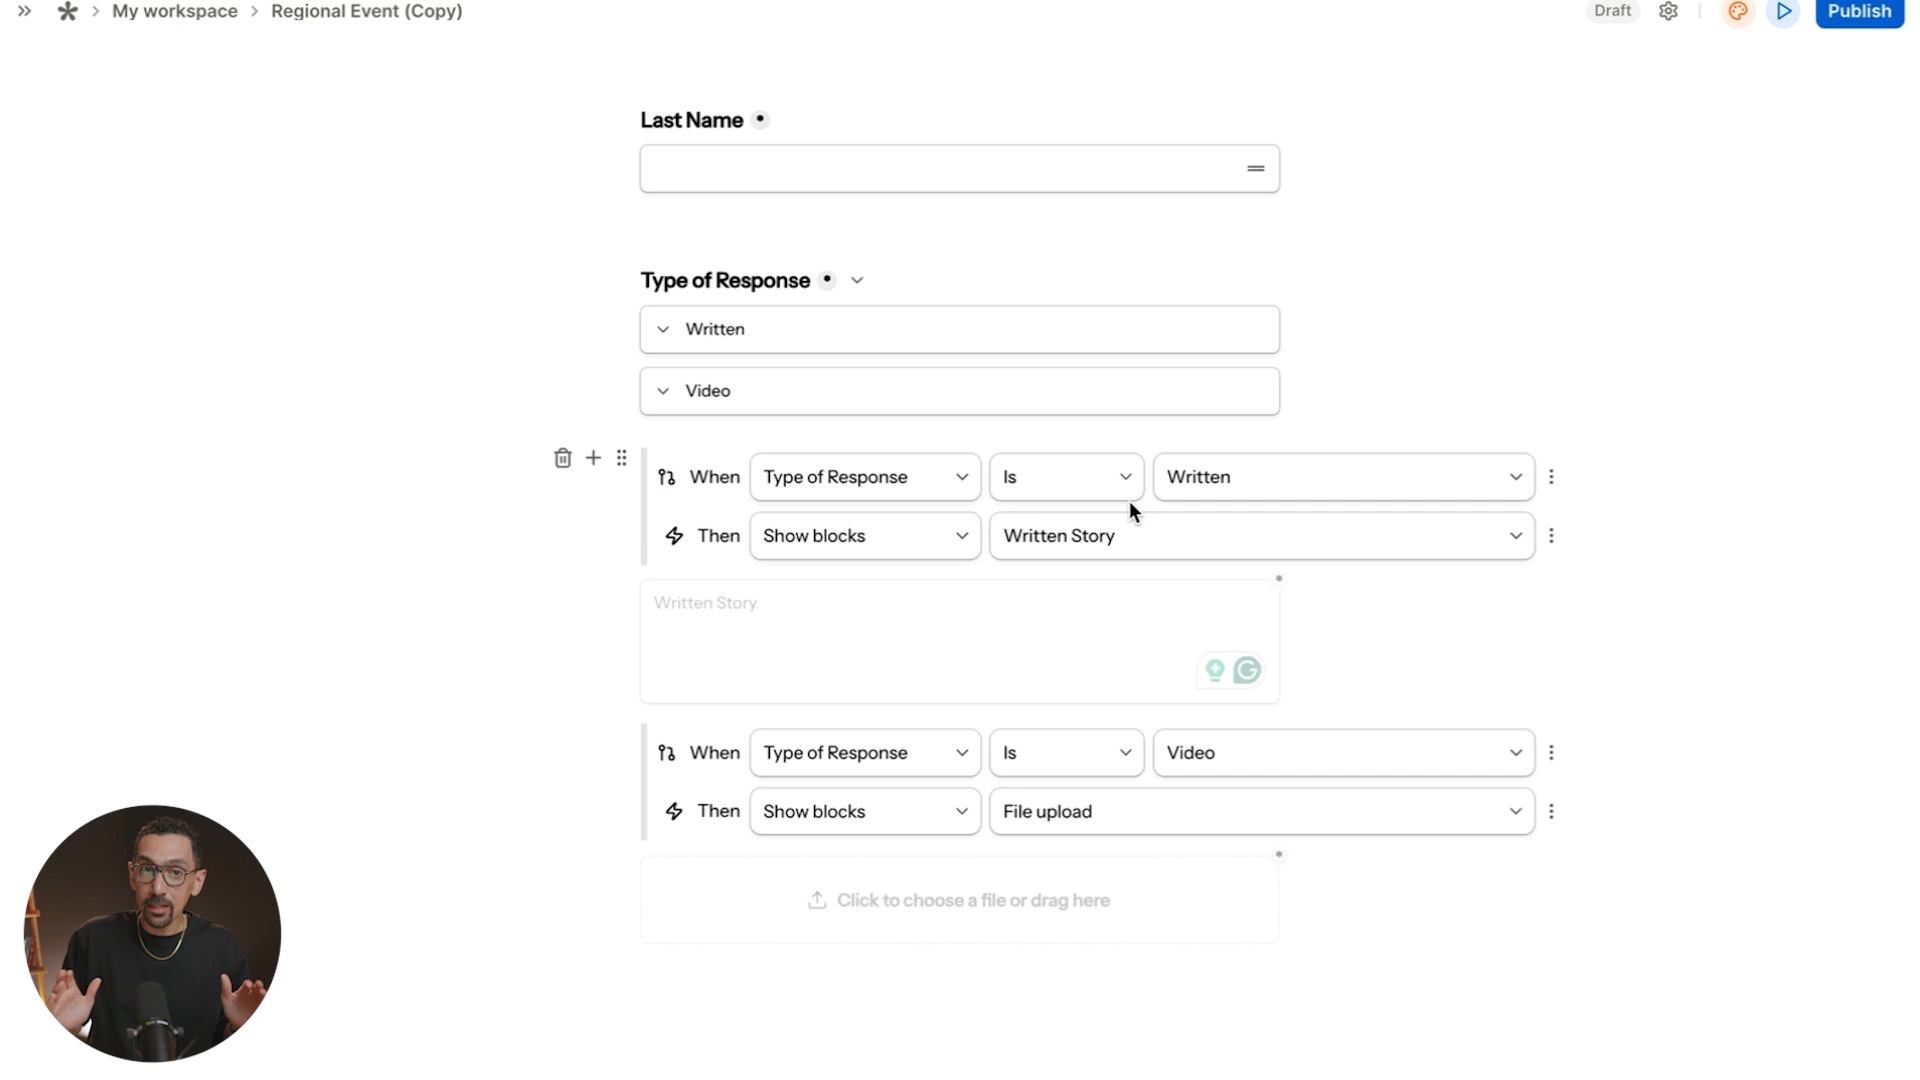 My workspace Regional Event (Copy) Draft Publish
Last Name
Type of Response
Written
Video
When Type of Response Is Written
Then Show blocks Written Story
Written Story
When Type of Response Is Video
Then Show blocks File upload
Click to choose a file or drag here